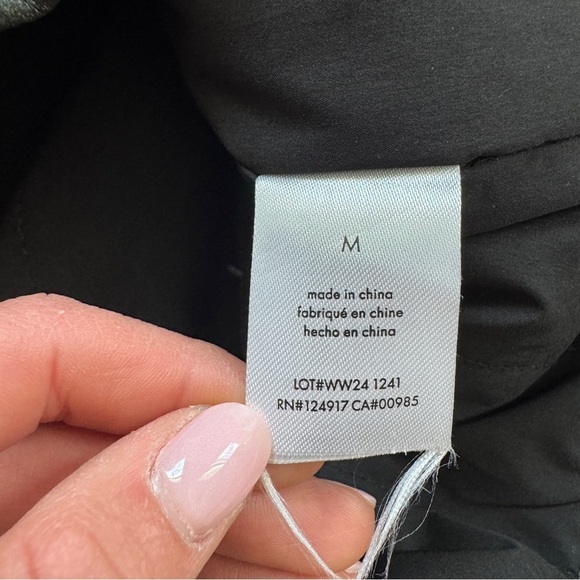 M
made in china
fabriqué en chine
hecho en china
LOT#WW24 1241
RN#124917 CA#00985